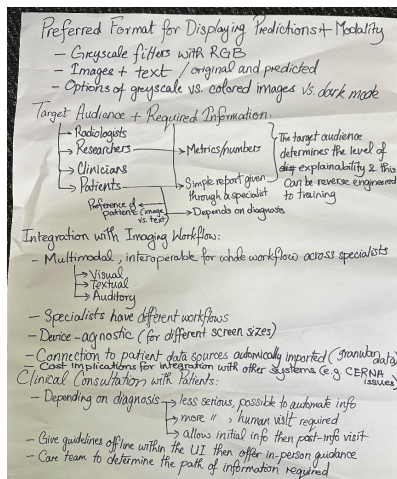 Preferred Format for Displaying Predictions + Modality
- Greyscale filters with RGB
- Images + text / original and predicted
- Options of greyscale vs. colored images vs. dark mode
Target Audience + Required Information:
→ Radiologists
→ Researchers → Metrics/numbers
→ Clinicians
→ Patients → Simple report given through a specialist
Preference of patient (image vs. text)
→ Depends on diagnosis
The target audience
determines the level of
explainability & this
can be reverse engineered
to training
Integration with Imaging Workflow:
- Multimodal, interoperable for whole workflow across specialists
→ Visual
→ Textual
→ Auditory
- Specialists have different workflows
- Device-agnostic (for different screen sizes)
- Connection to patient data sources automically imported (granular data)
- Cost implications for integration with other systems (e.g. CERNA issues)
Clinical Consultation with Patients:
- Depending on diagnosis → less serious, possible to automate info
→ more " , human visit required
→ allow initial info then post-info visit
- Give guidelines offline within the UI then offer in-person guidance
- Care team to determine the path of information required